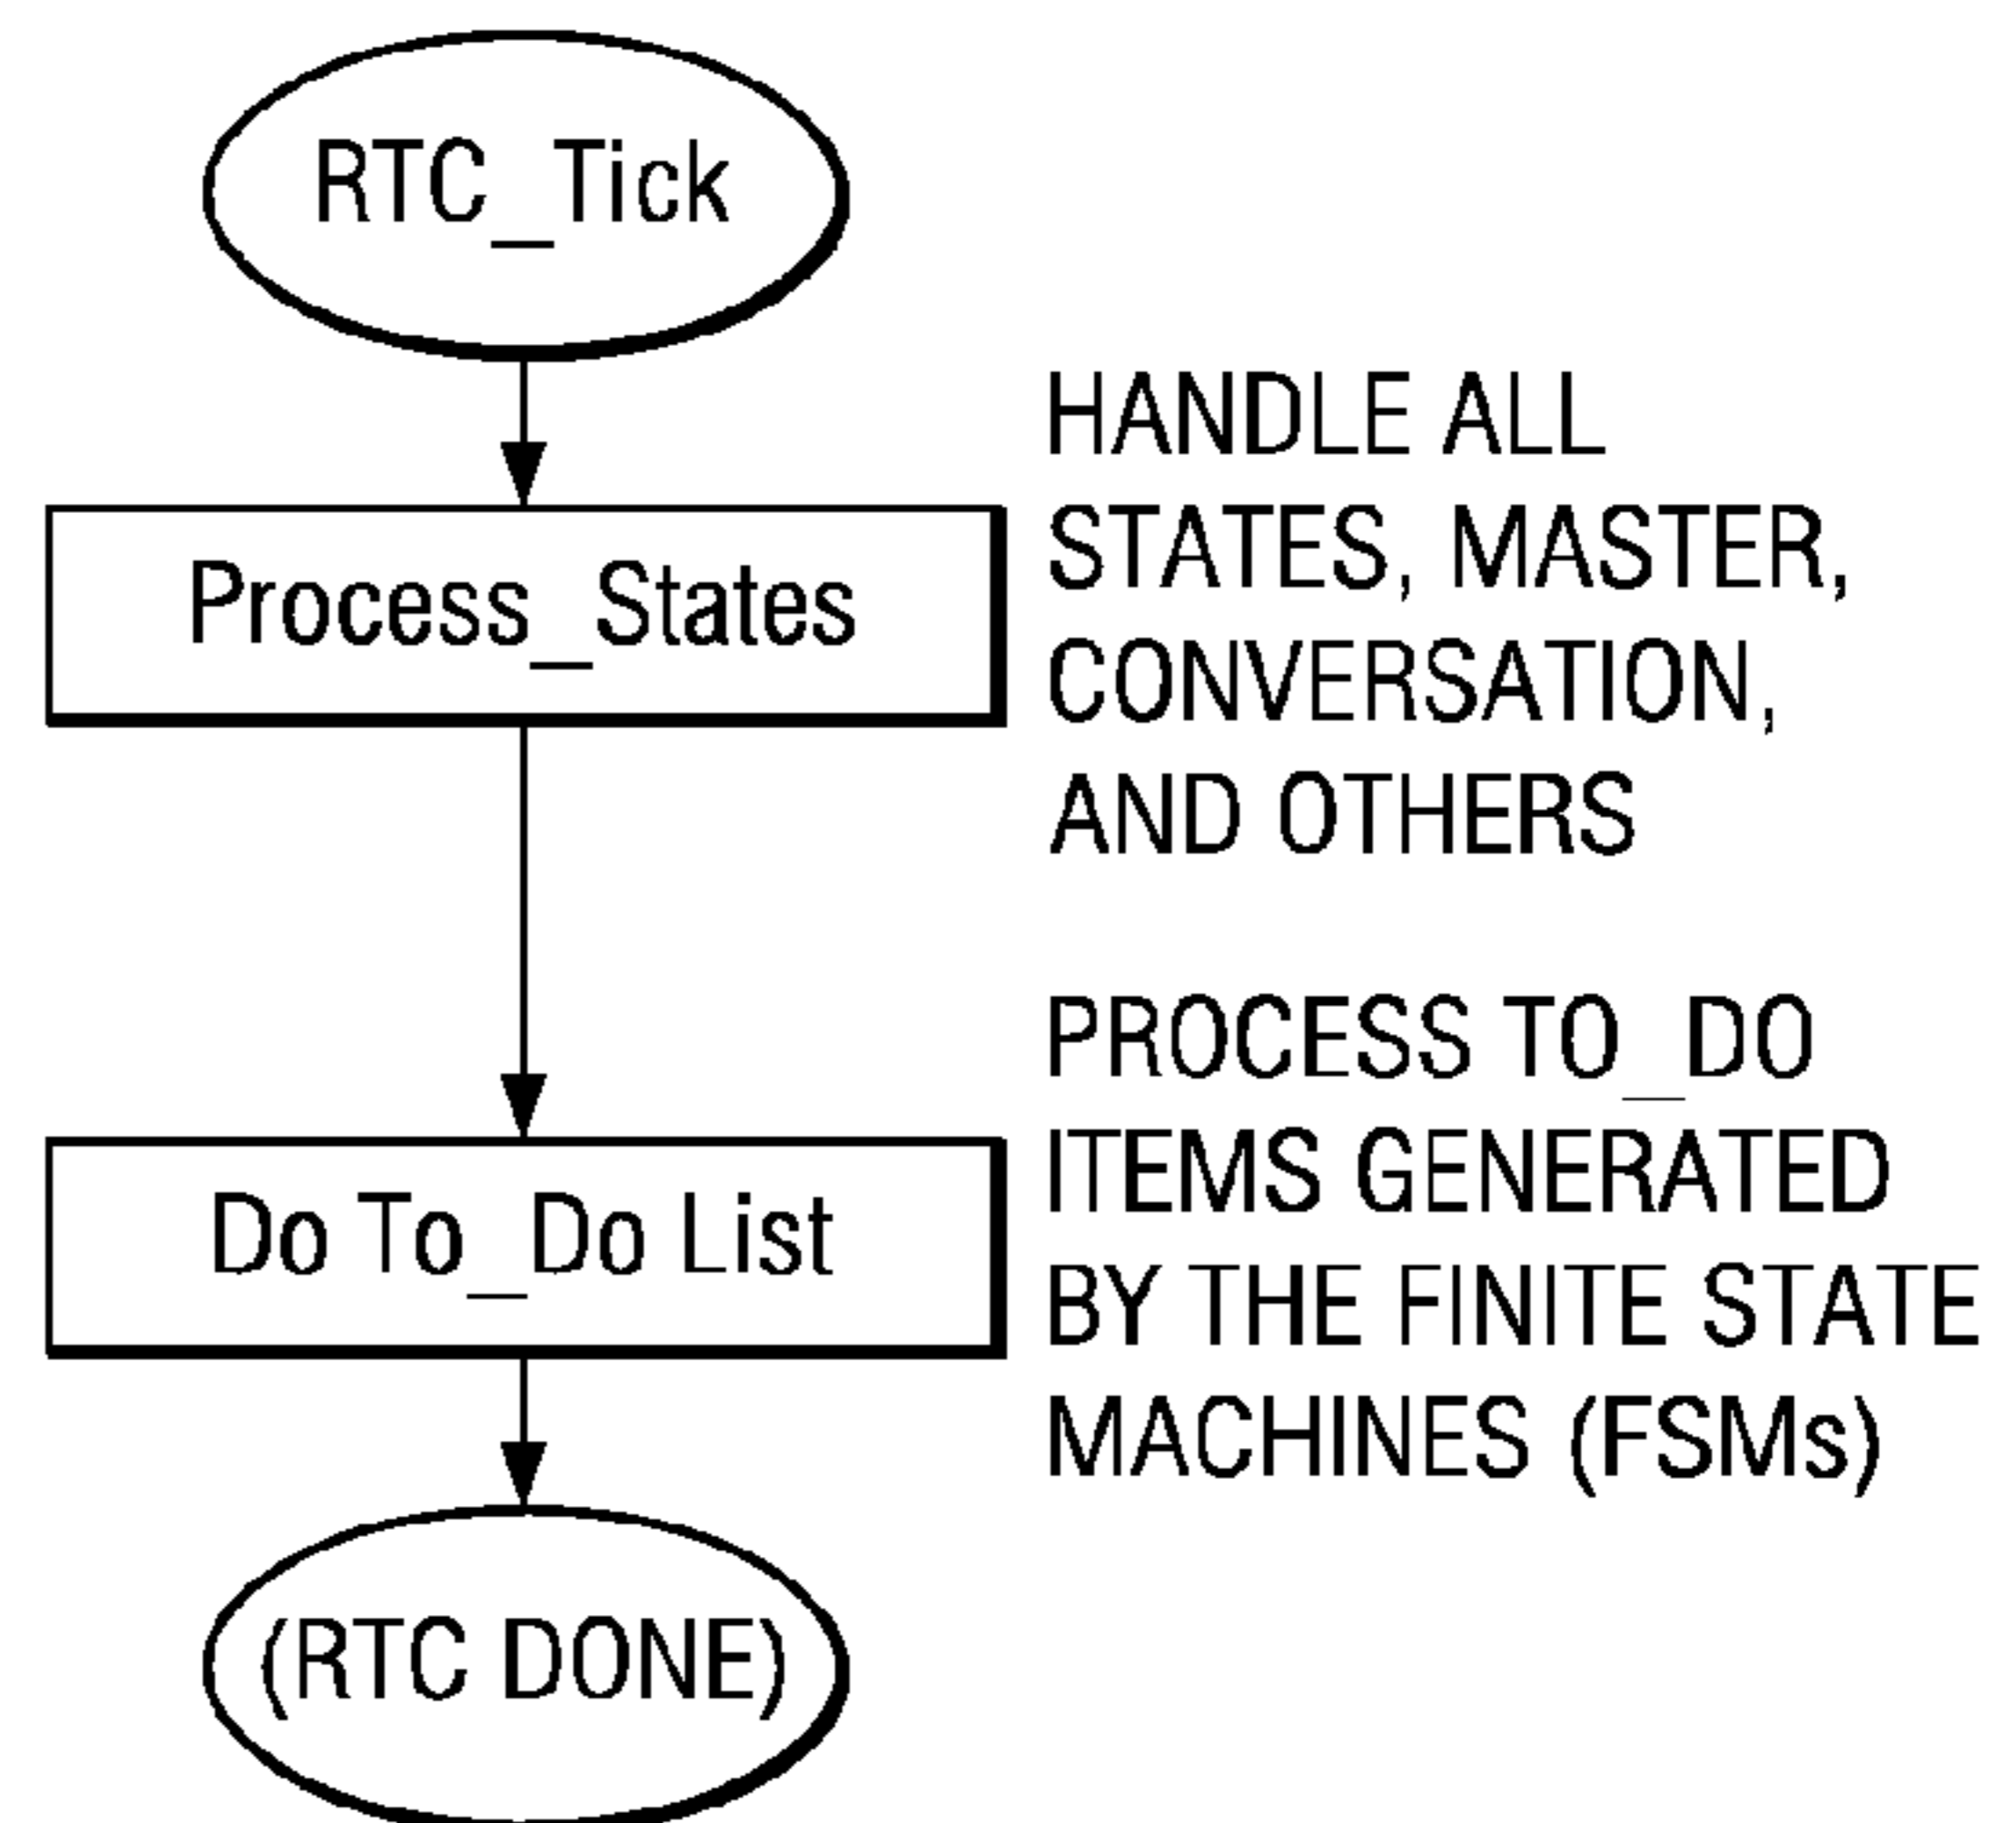 RTC_Tick
HANDLE ALL
STATES, MASTER,
CONVERSATION,
AND OTHERS
Process_States
PROCESS TO_DO
ITEMS GENERATED
BY THE FINITE STATE
MACHINES (FSMs)
Do To_Do List
(RTC DONE)